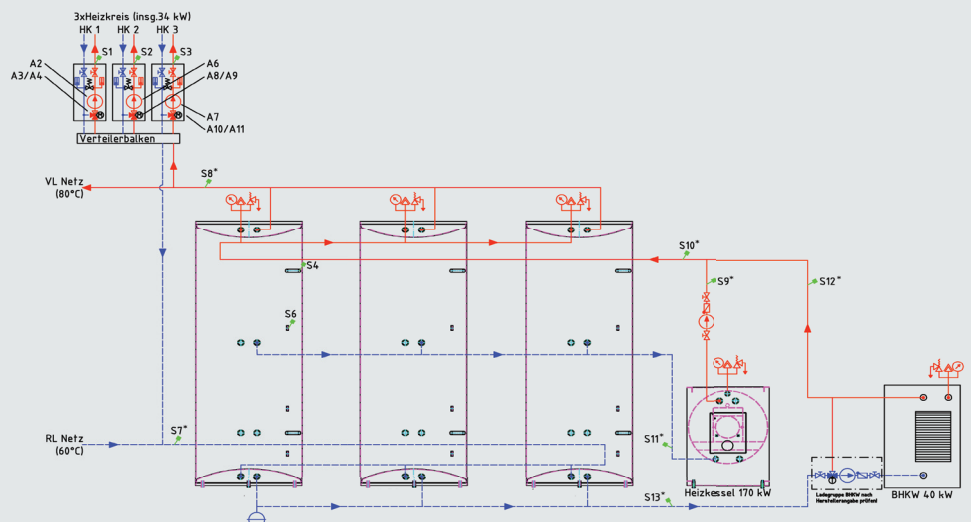 3xHeizkreis (insg.34 kW)
HK 1 HK 2 HK 3
S1 S2 S3
A2
A3/A4
A6
A8/A9
A7
A10/A11
Verteilerbalken
VL Netz
(80°C)
S8*
S10*
S4
S9*
S12*
S6
RL Netz
(60°C)
S7*
S11*
Heizkessel 170 kW
S13*
Ladegruppe BHKW nach
Herstellerangabe prüfen!
BHKW 40 kW